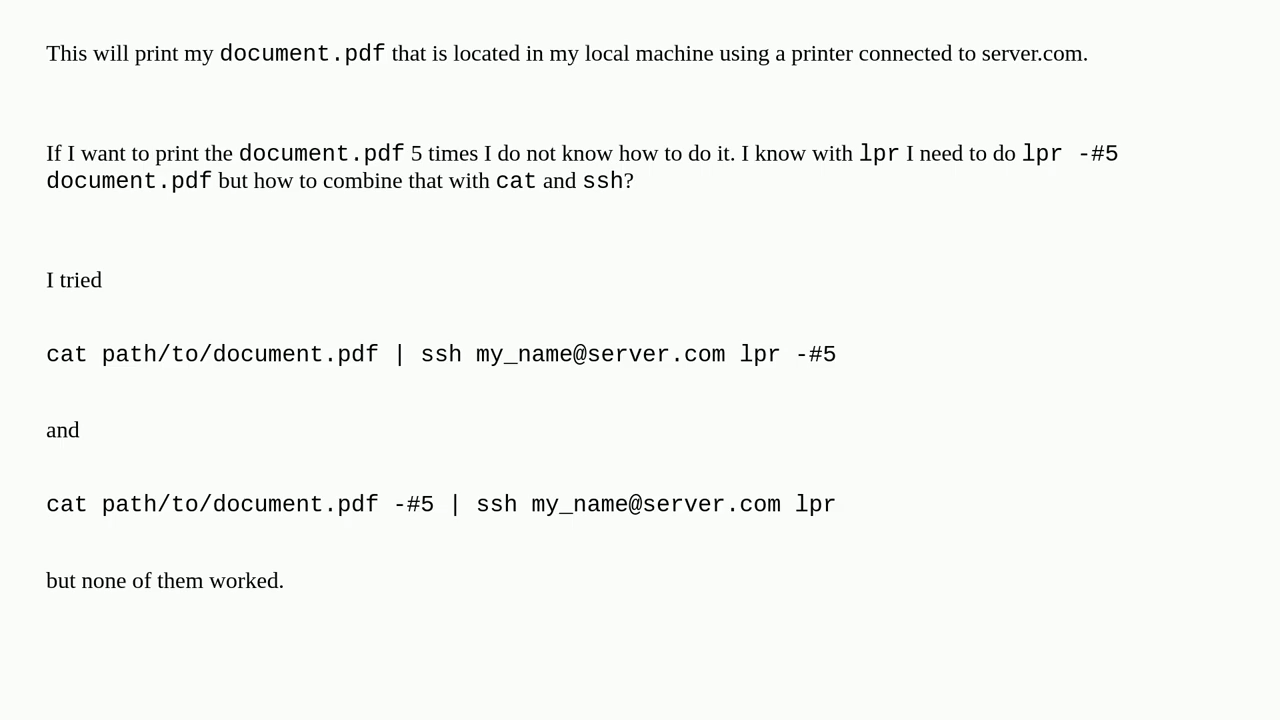 This will print my document.pdf that is located in my local machine using a printer connected to server.com.
If I want to print the document.pdf 5 times I do not know how to do it. I know with lpr I need to do lpr -#5
document.pdf but how to combine that with cat and ssh?
I tried
cat path/to/document.pdf | ssh my_name@server.com lpr -#5
and
cat path/to/document.pdf -#5 | ssh my_name@server.com lpr
but none of them worked.